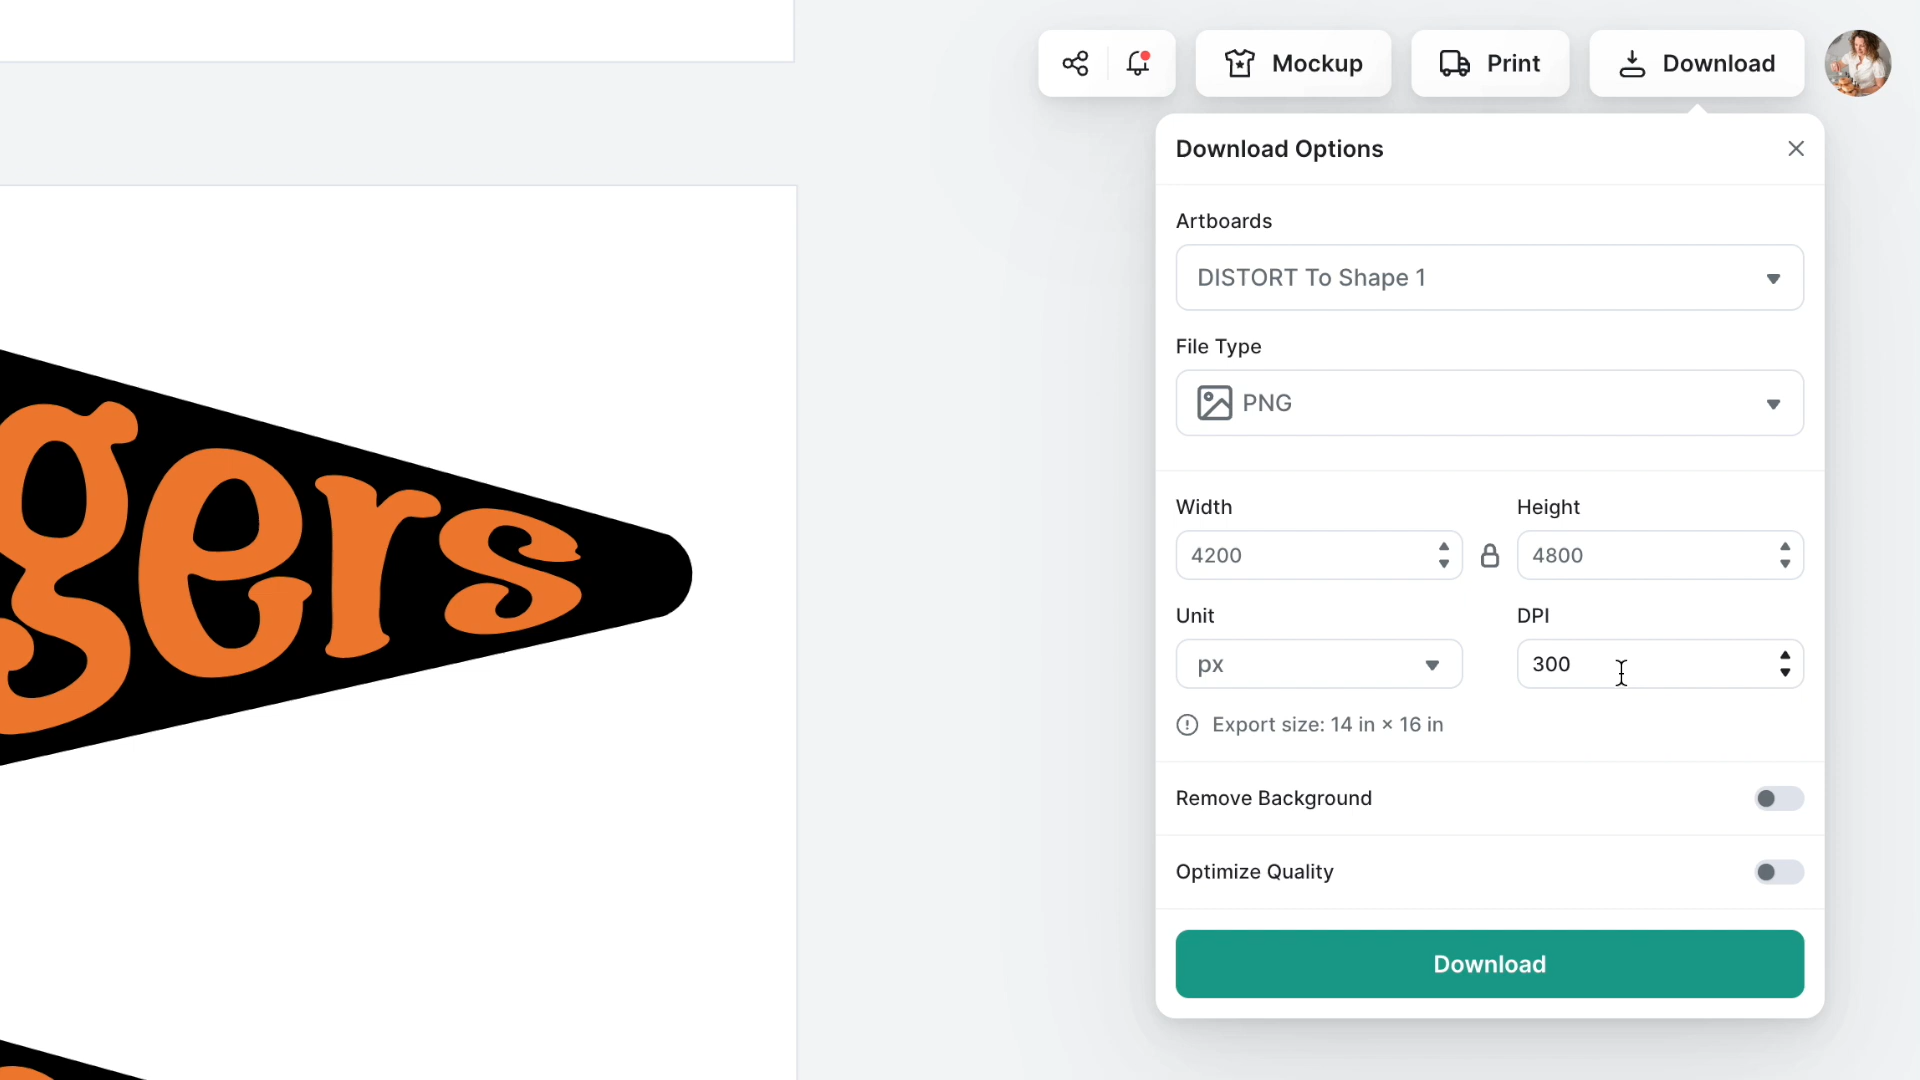 Mockup
Print
Download
Download Options
Artboards
DISTORT To Shape 1
File Type
PNG
Width
Height
4200
4800
Unit
DPI
px
300
Export size: 14 in × 16 in
Remove Background
Optimize Quality
Download
gers